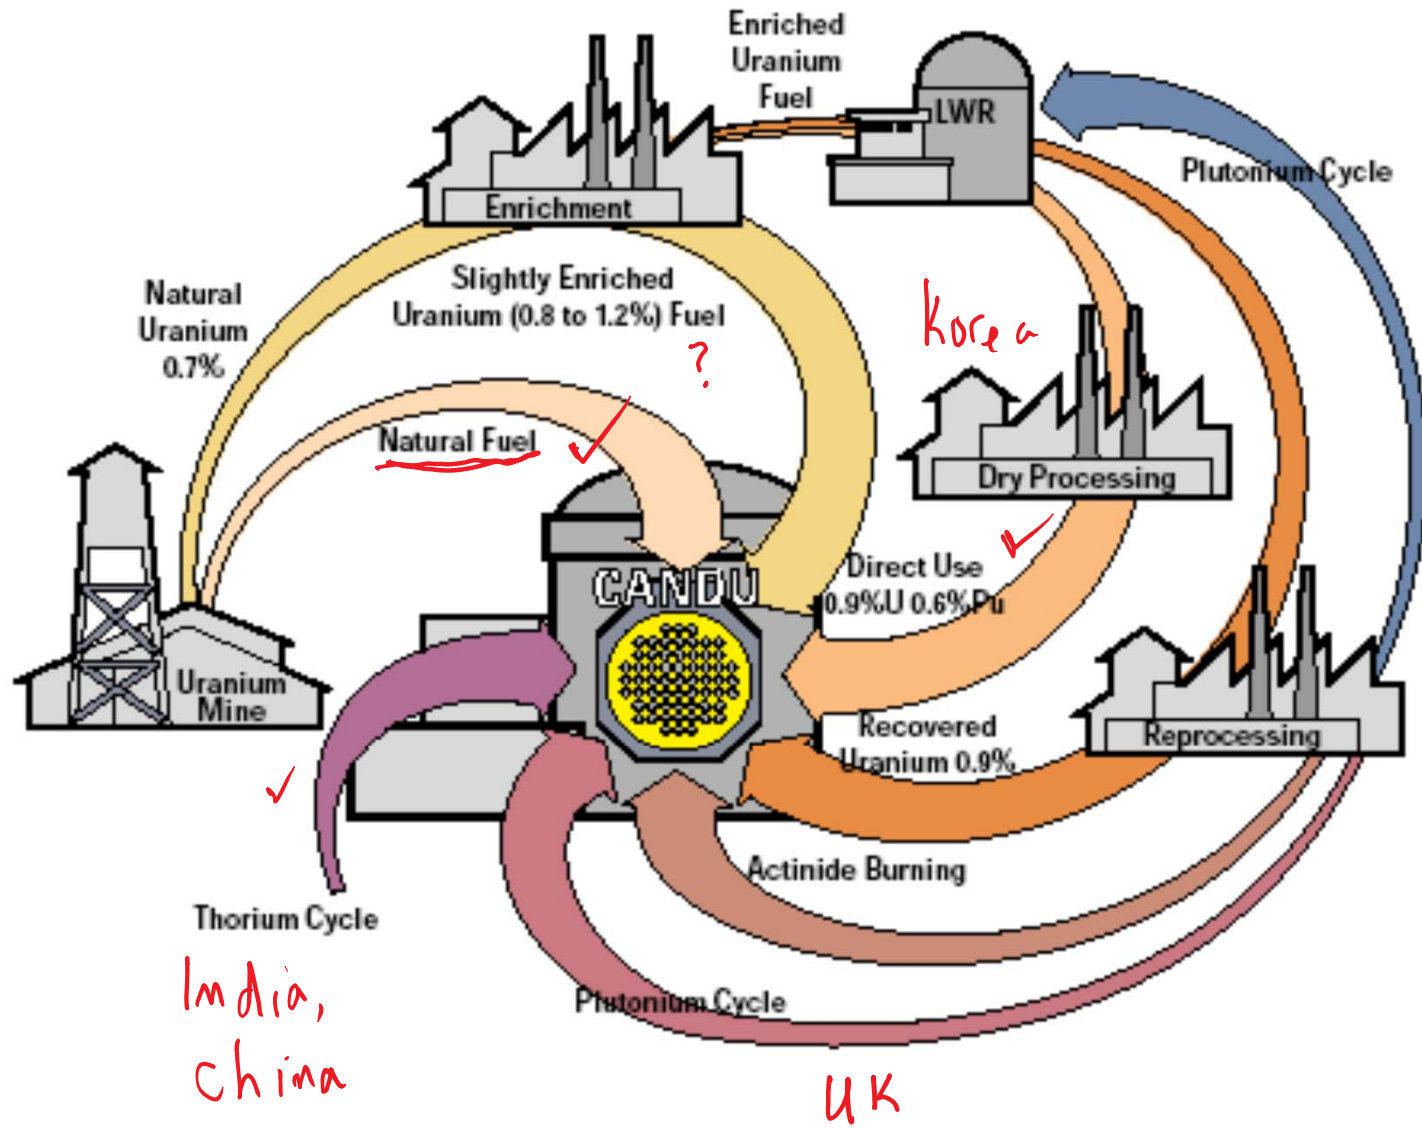 Enriched
Uranium
Fuel
LWR
Plutonium Cycle
Enrichment
Natural
Uranium
0.7%
Slightly Enriched
Uranium (0.8 to 1.2%) Fuel
?
Korea
Natural Fuel
Dry Processing
CANDU
Direct Use
0.9%U 0.6%Pu
Uranium
Mine
Recovered
Uranium 0.9%
Reprocessing
Actinide Burning
Thorium Cycle
India,
China
Plutonium Cycle
UK